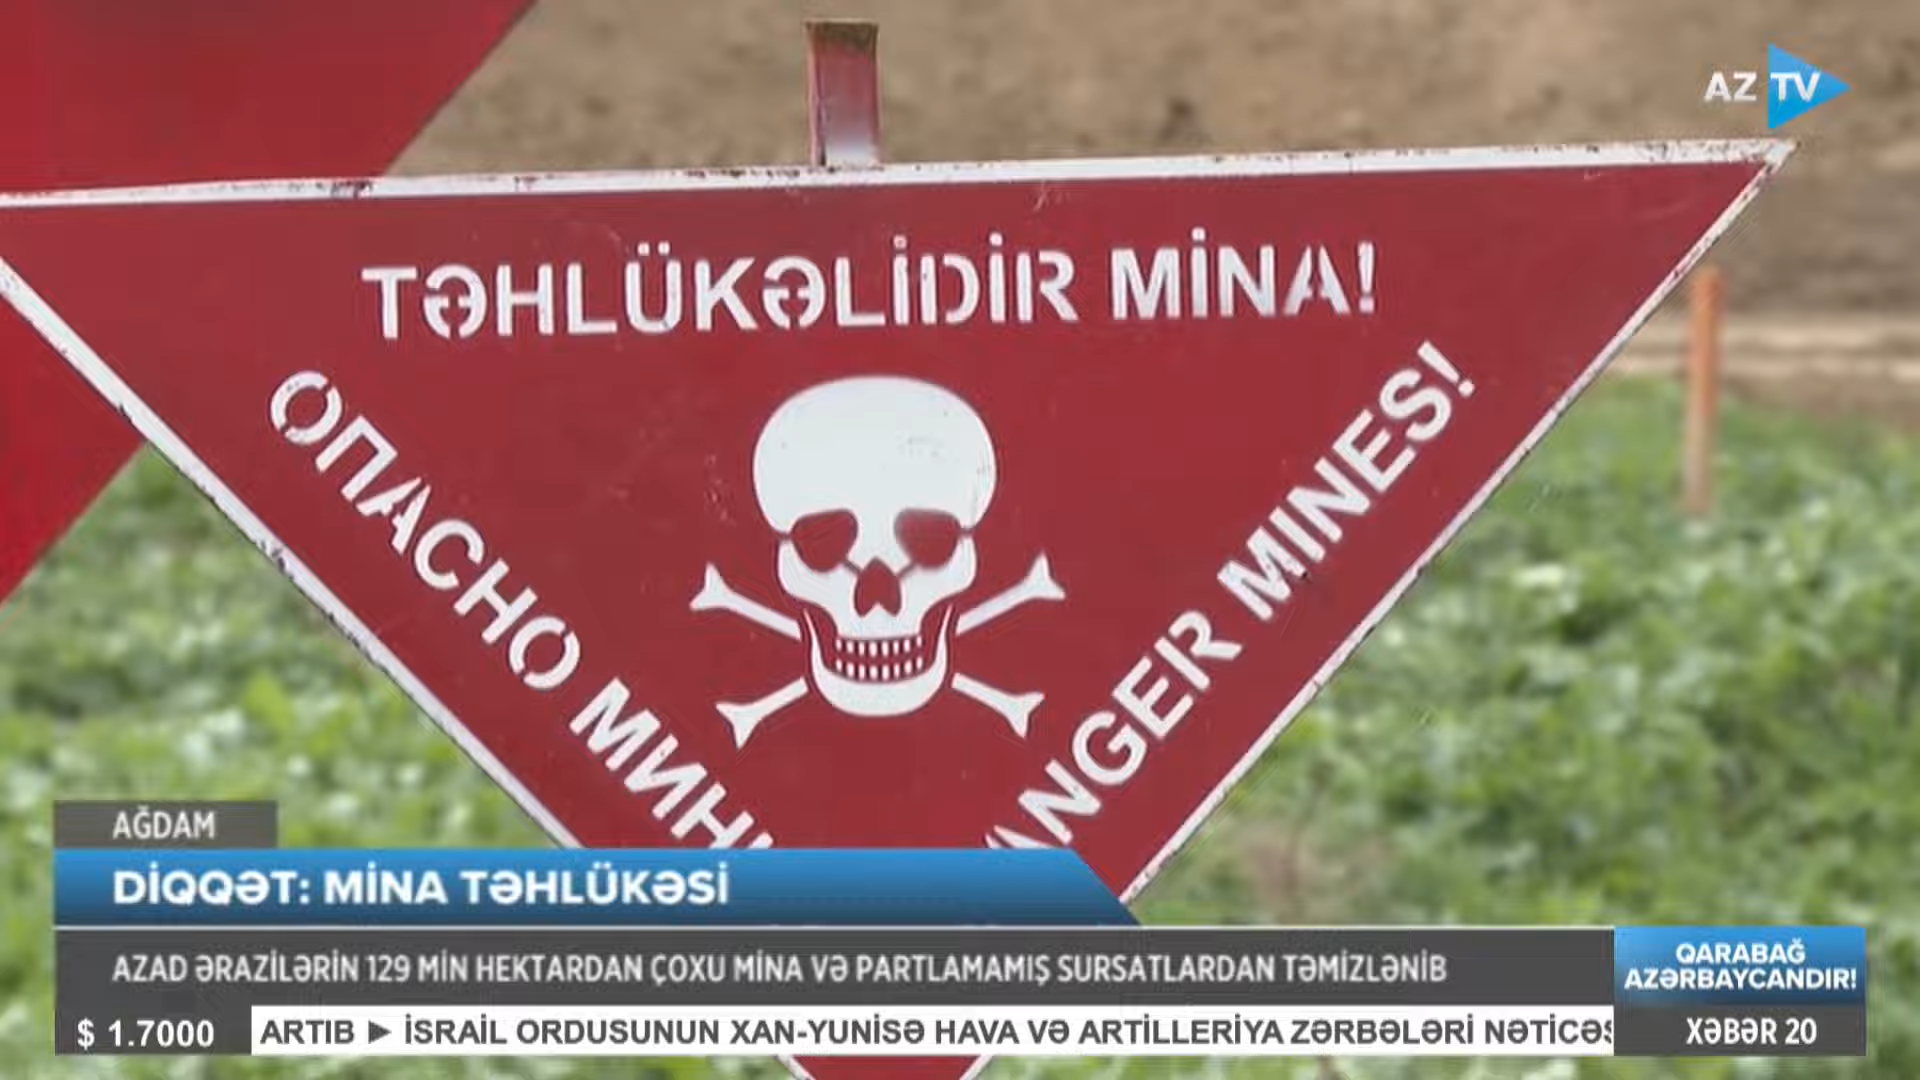 AZ TV
TƏHLÜKƏLİDİR MİNA!
ОПАСНО
MINES!
AĞDAM
DİQQƏT: MİNA TƏHLÜKƏSİ
AZAD ƏRAZİLƏRİN 129 MİN HEKTARDAN ÇOXU MİNA VƏ PARTLAMAMIŞ SURSATLARDAN TƏMİZLƏNİB
QARABAĞ
AZƏRBAYCANDIR!
$ 1.7000
ARTIB ► İSRAİL ORDUSUNUN XAN-YUNİSƏ HAVA VƏ ARTİLLERİYA ZƏRBƏLƏRİ
XƏBƏR 20